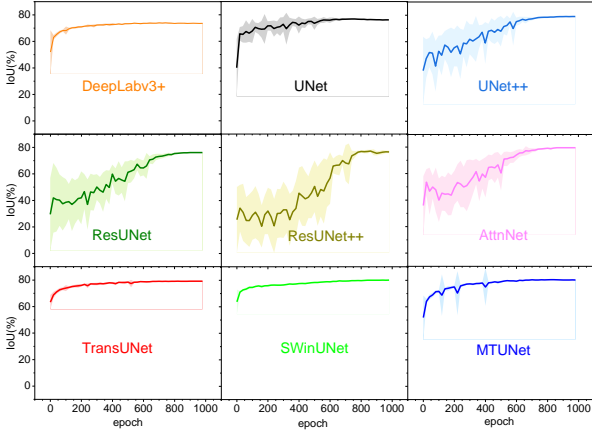 80
60
40
20
0
IoU(%)
DeepLabv3+
UNet
UNet++
80
60
40
20
0
IoU(%)
ResUNet
ResUNet++
AttnNet
80
60
40
20
0
IoU(%)
TransUNet
SWinUNet
MTUNet
0 200 400 600 800 1000
0 200 400 600 800 1000
0 200 400 600 800 1000
epoch
epoch
epoch